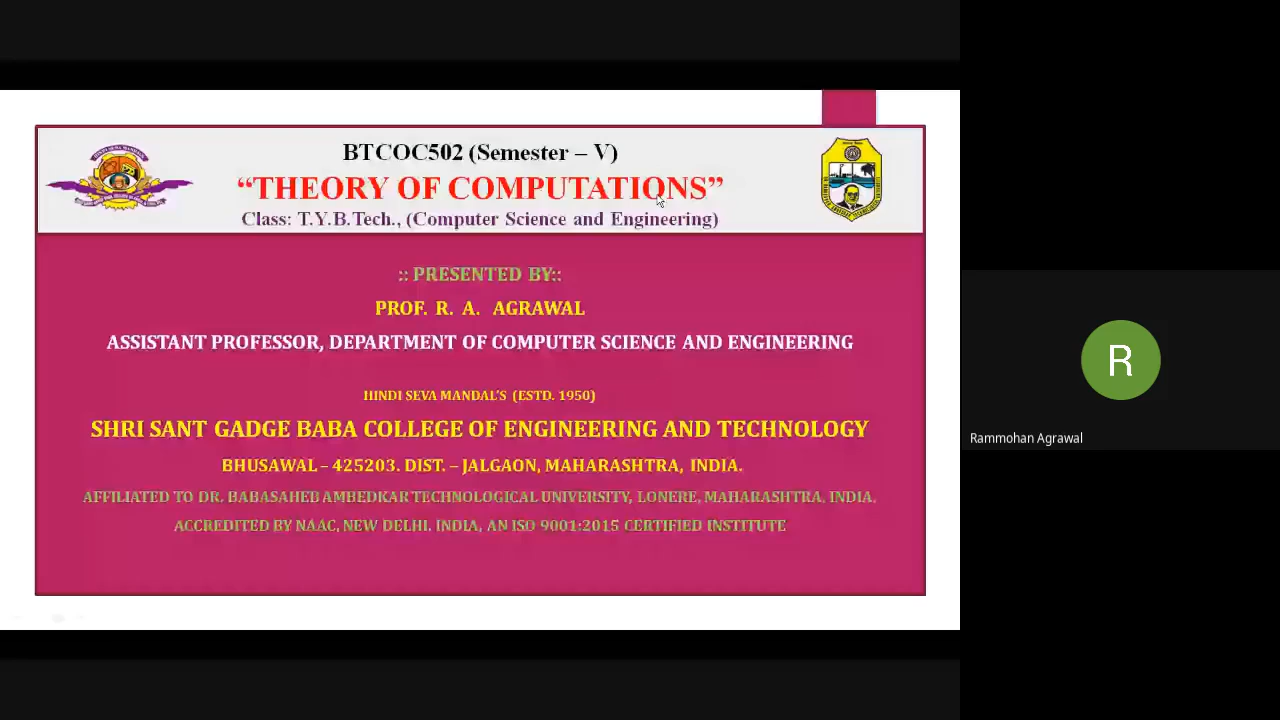 BTCOC502 (Semester – V)
“THEORY OF COMPUTATIONS”
Class: T.Y.B.Tech., (Computer Science and Engineering)
:: PRESENTED BY::
PROF. R. A. AGRAWAL
ASSISTANT PROFESSOR, DEPARTMENT OF COMPUTER SCIENCE AND ENGINEERING
HINDI SEVA MANDAL'S (ESTD. 1950)
SHRI SANT GADGE BABA COLLEGE OF ENGINEERING AND TECHNOLOGY
BHUSAWAL – 425203. DIST. – JALGAON, MAHARASHTRA, INDIA.
AFFILIATED TO DR. BABASAHEB AMBEDKAR TECHNOLOGICAL UNIVERSITY, LONERE, MAHARASHTRA, INDIA.
ACCREDITED BY NAAC, NEW DELHI. INDIA, AN ISO 9001:2015 CERTIFIED INSTITUTE
R
Rammohan Agrawal